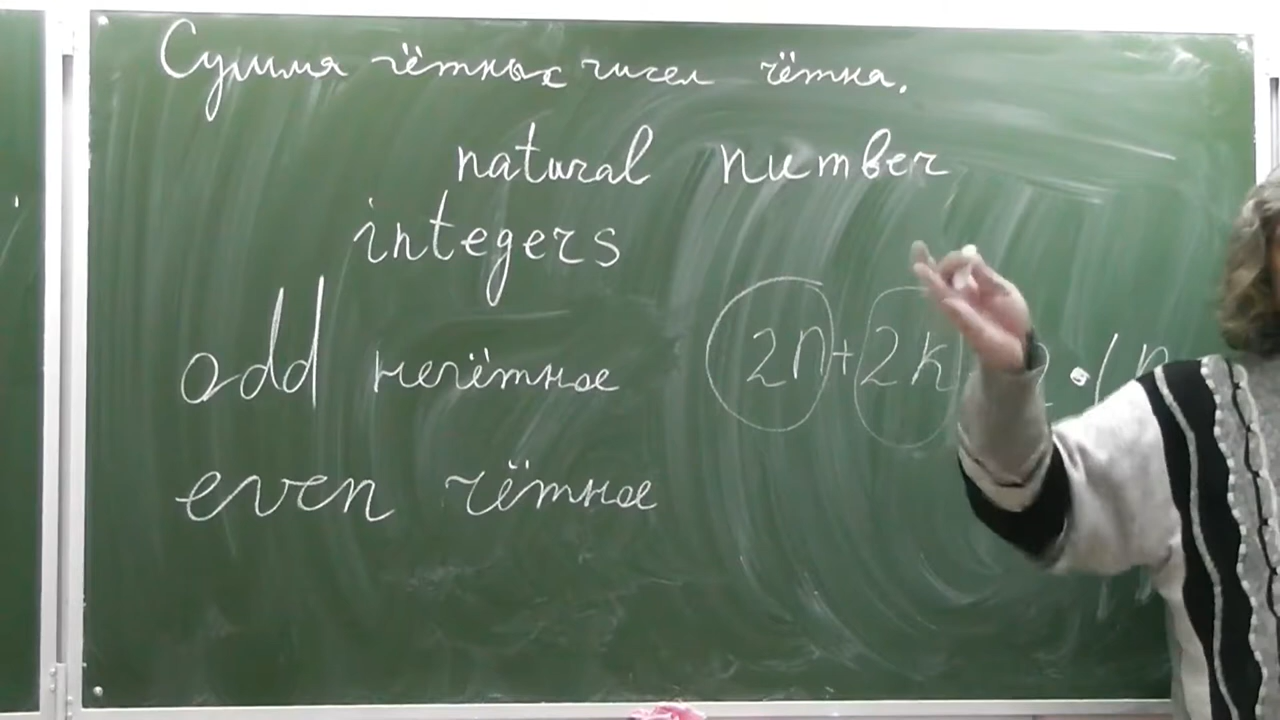 Сумма чётных чисел чётна.
natural number
integers
odd нечётное 2n + 2k
even чётное